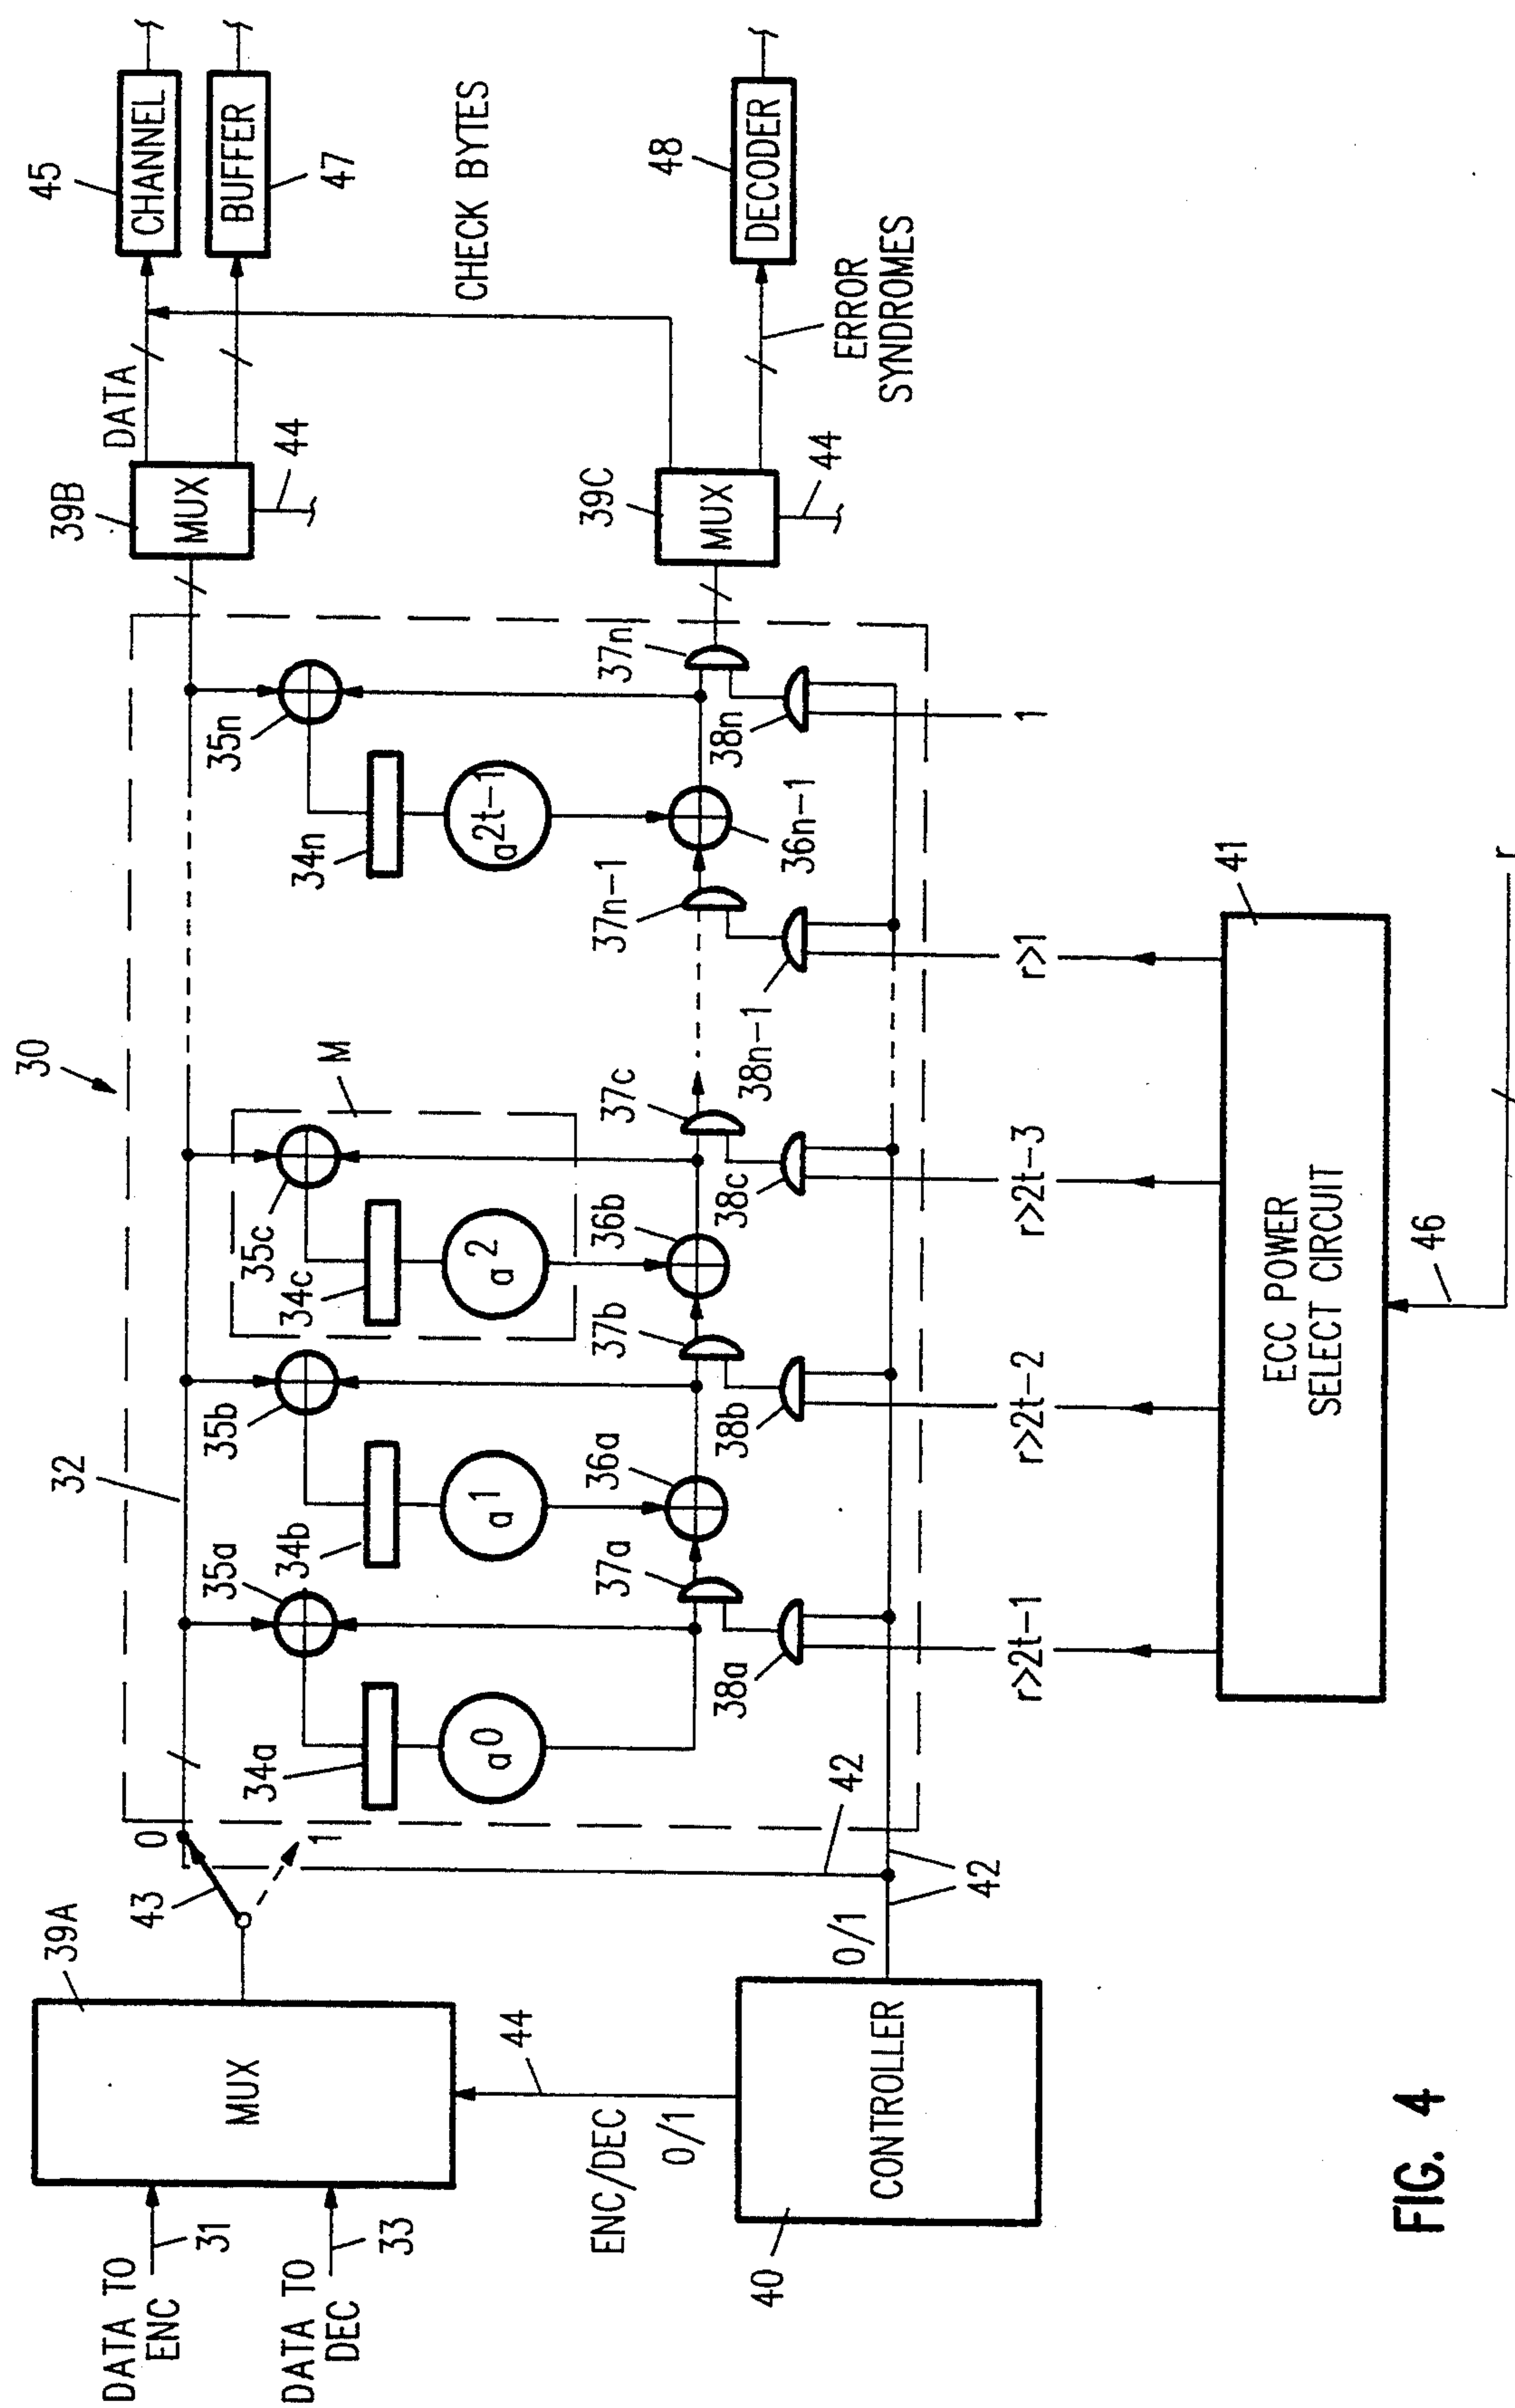 DATA TO
ENC
31
DATA TO
DEC
33
39A
MUX
43
0
1
44
ENC/DEC
0/1
40
CONTROLLER
0/1
42
42
30
32
35a
34a
a0
37a
38a
35b
34b
a1
36a
37b
38b
M
35c
34c
a2
36b
37c
38c
37n-1
38n-1
35n
34n
a2t-1
36n-1
37n
38n
r>2t-1
r>2t-2
r>2t-3
r>1
1
41
ECC POWER
SELECT CIRCUIT
46
r
39B
MUX
44
DATA
45
CHANNEL
BUFFER
47
CHECK BYTES
39C
MUX
44
48
DECODER
ERROR
SYNDROMES
FIG. 4